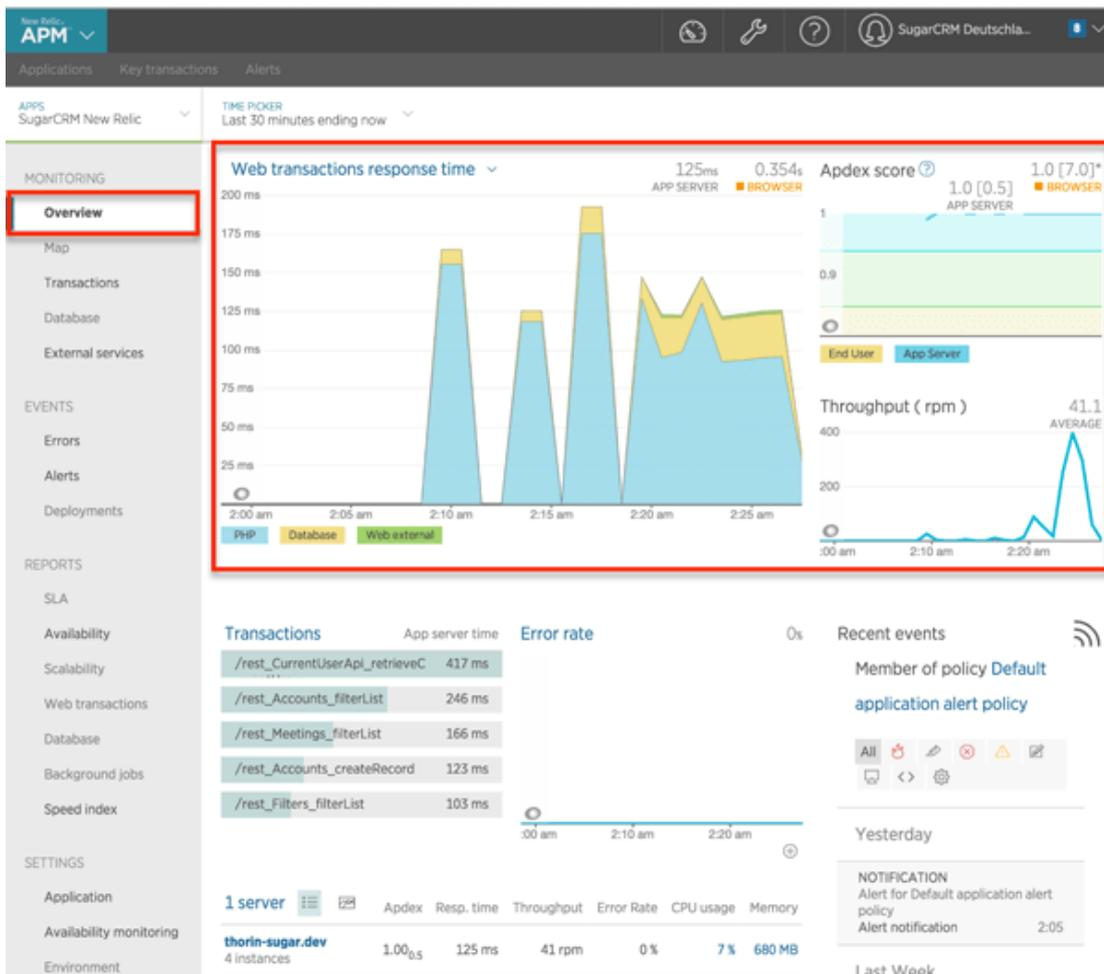 New Relic.
APM
SugarCRM Deutschla...
8
Applications Key transactions Alerts
APPS
SugarCRM New Relic
TIME PICKER
Last 30 minutes ending now
MONITORING
Overview
Map
Transactions
Database
External services
EVENTS
Errors
Alerts
Deployments
REPORTS
SLA
Availability
Scalability
Web transactions
Database
Background jobs
Speed index
SETTINGS
Application
Availability monitoring
Environment
Web transactions response time
125ms
APP SERVER
0.354s
BROWSER
200 ms
175 ms
150 ms
125 ms
100 ms
75 ms
50 ms
25 ms
2:00 am 2:05 am 2:10 am 2:15 am 2:20 am 2:25 am
PHP Database Web external
Apdex score ?
1.0 [0.5]
APP SERVER
1.0 [7.0]*
BROWSER
1
0.9
End User App Server
Throughput ( rpm )
41.1
AVERAGE
400
200
:00 am 2:10 am 2:20 am
Transactions App server time
/rest_CurrentUserApi_retrieveC 417 ms
/rest_Accounts_filterList 246 ms
/rest_Meetings_filterList 166 ms
/rest_Accounts_createRecord 123 ms
/rest_Filters_filterList 103 ms
Error rate 0%
:00 am 2:10 am 2:20 am
Recent events
Member of policy Default
application alert policy
All
Yesterday
NOTIFICATION
Alert for Default application alert
policy
Alert notification 2:05
Last Week
1 server
Apdex Resp. time Throughput Error Rate CPU usage Memory
thorin-sugar.dev 1.00 0.5 125 ms 41 rpm 0 % 7 % 680 MB
4 instances